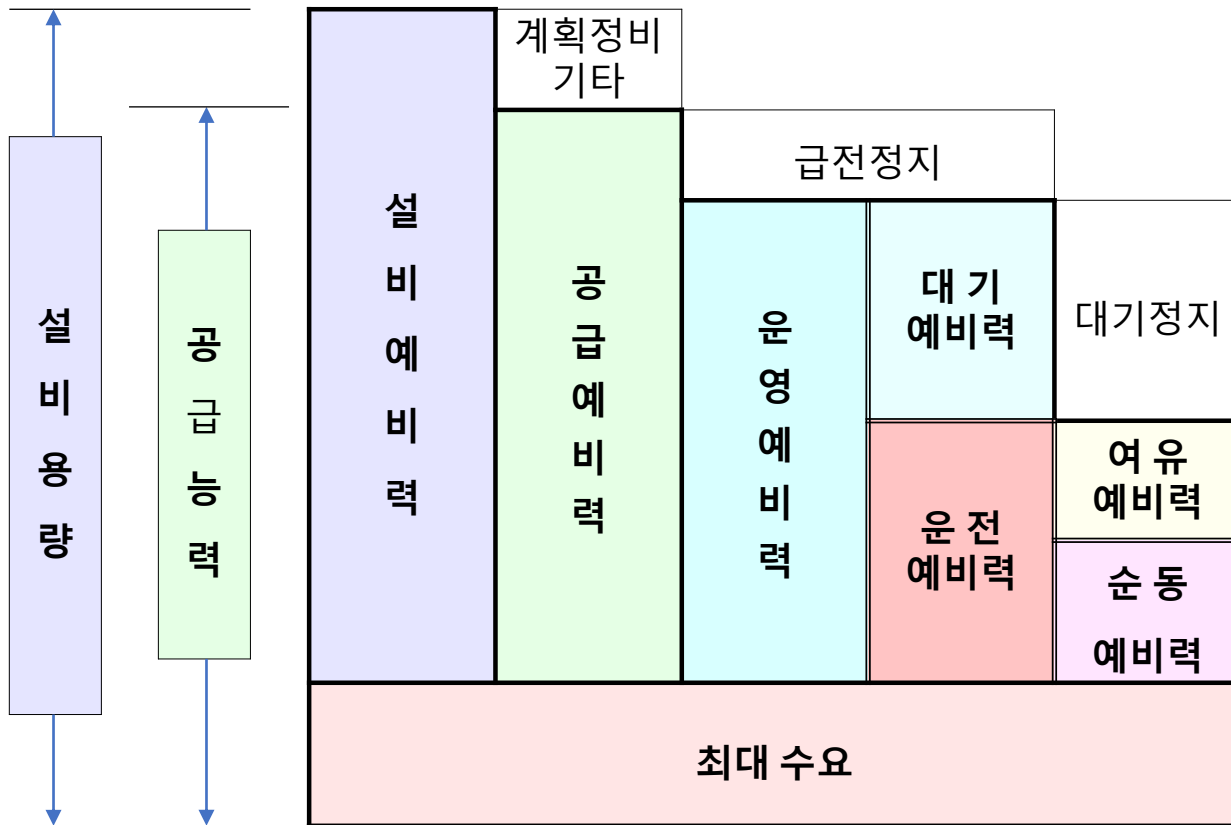 설비용량
공급능력
설비예비력
계획정비
기타
공급예비력
급전정지
운영예비력
대 기
예비력
운 전
예비력
대기정지
여 유
예비력
순 동
예비력
최대 수요